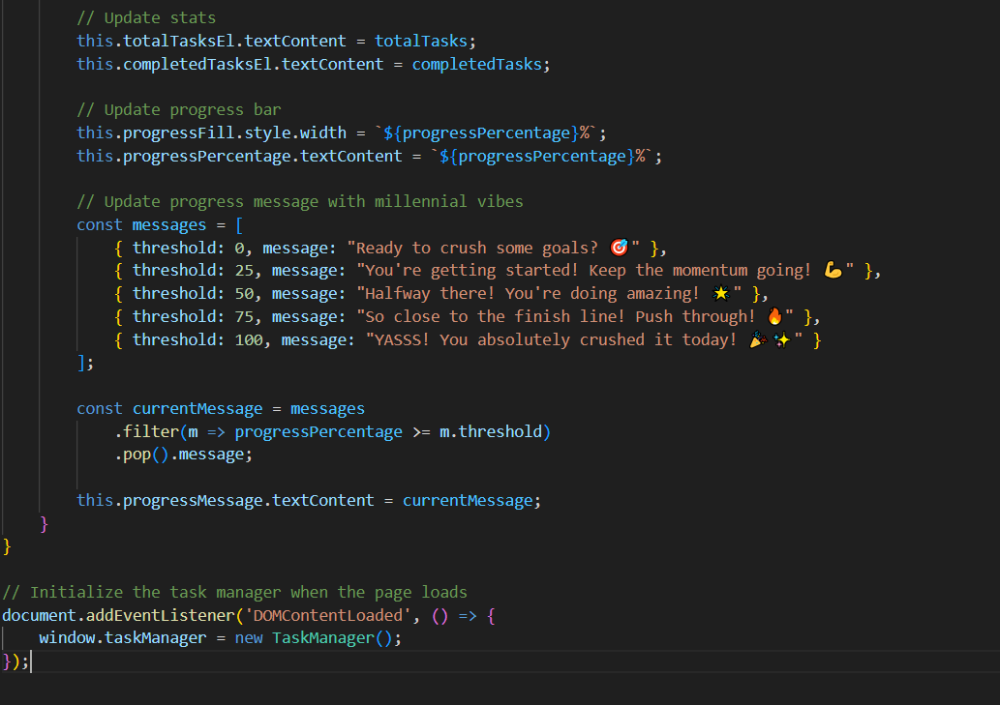 // Update stats
this.totalTasksEl.textContent = totalTasks;
this.completedTasksEl.textContent = completedTasks;

// Update progress bar
this.progressFill.style.width = `${progressPercentage}%`;
this.progressPercentage.textContent = `${progressPercentage}%`;

// Update progress message with millennial vibes
const messages = [
    { threshold: 0, message: "Ready to crush some goals? 🎯" },
    { threshold: 25, message: "You're getting started! Keep the momentum going! 💪" },
    { threshold: 50, message: "Halfway there! You're doing amazing! 🌟" },
    { threshold: 75, message: "So close to the finish line! Push through! 🔥" },
    { threshold: 100, message: "YASSS! You absolutely crushed it today! 🎉✨" }
];

const currentMessage = messages
    .filter(m => progressPercentage >= m.threshold)
    .pop().message;

this.progressMessage.textContent = currentMessage;
}
}

// Initialize the task manager when the page loads
document.addEventListener('DOMContentLoaded', () => {
    window.taskManager = new TaskManager();
});